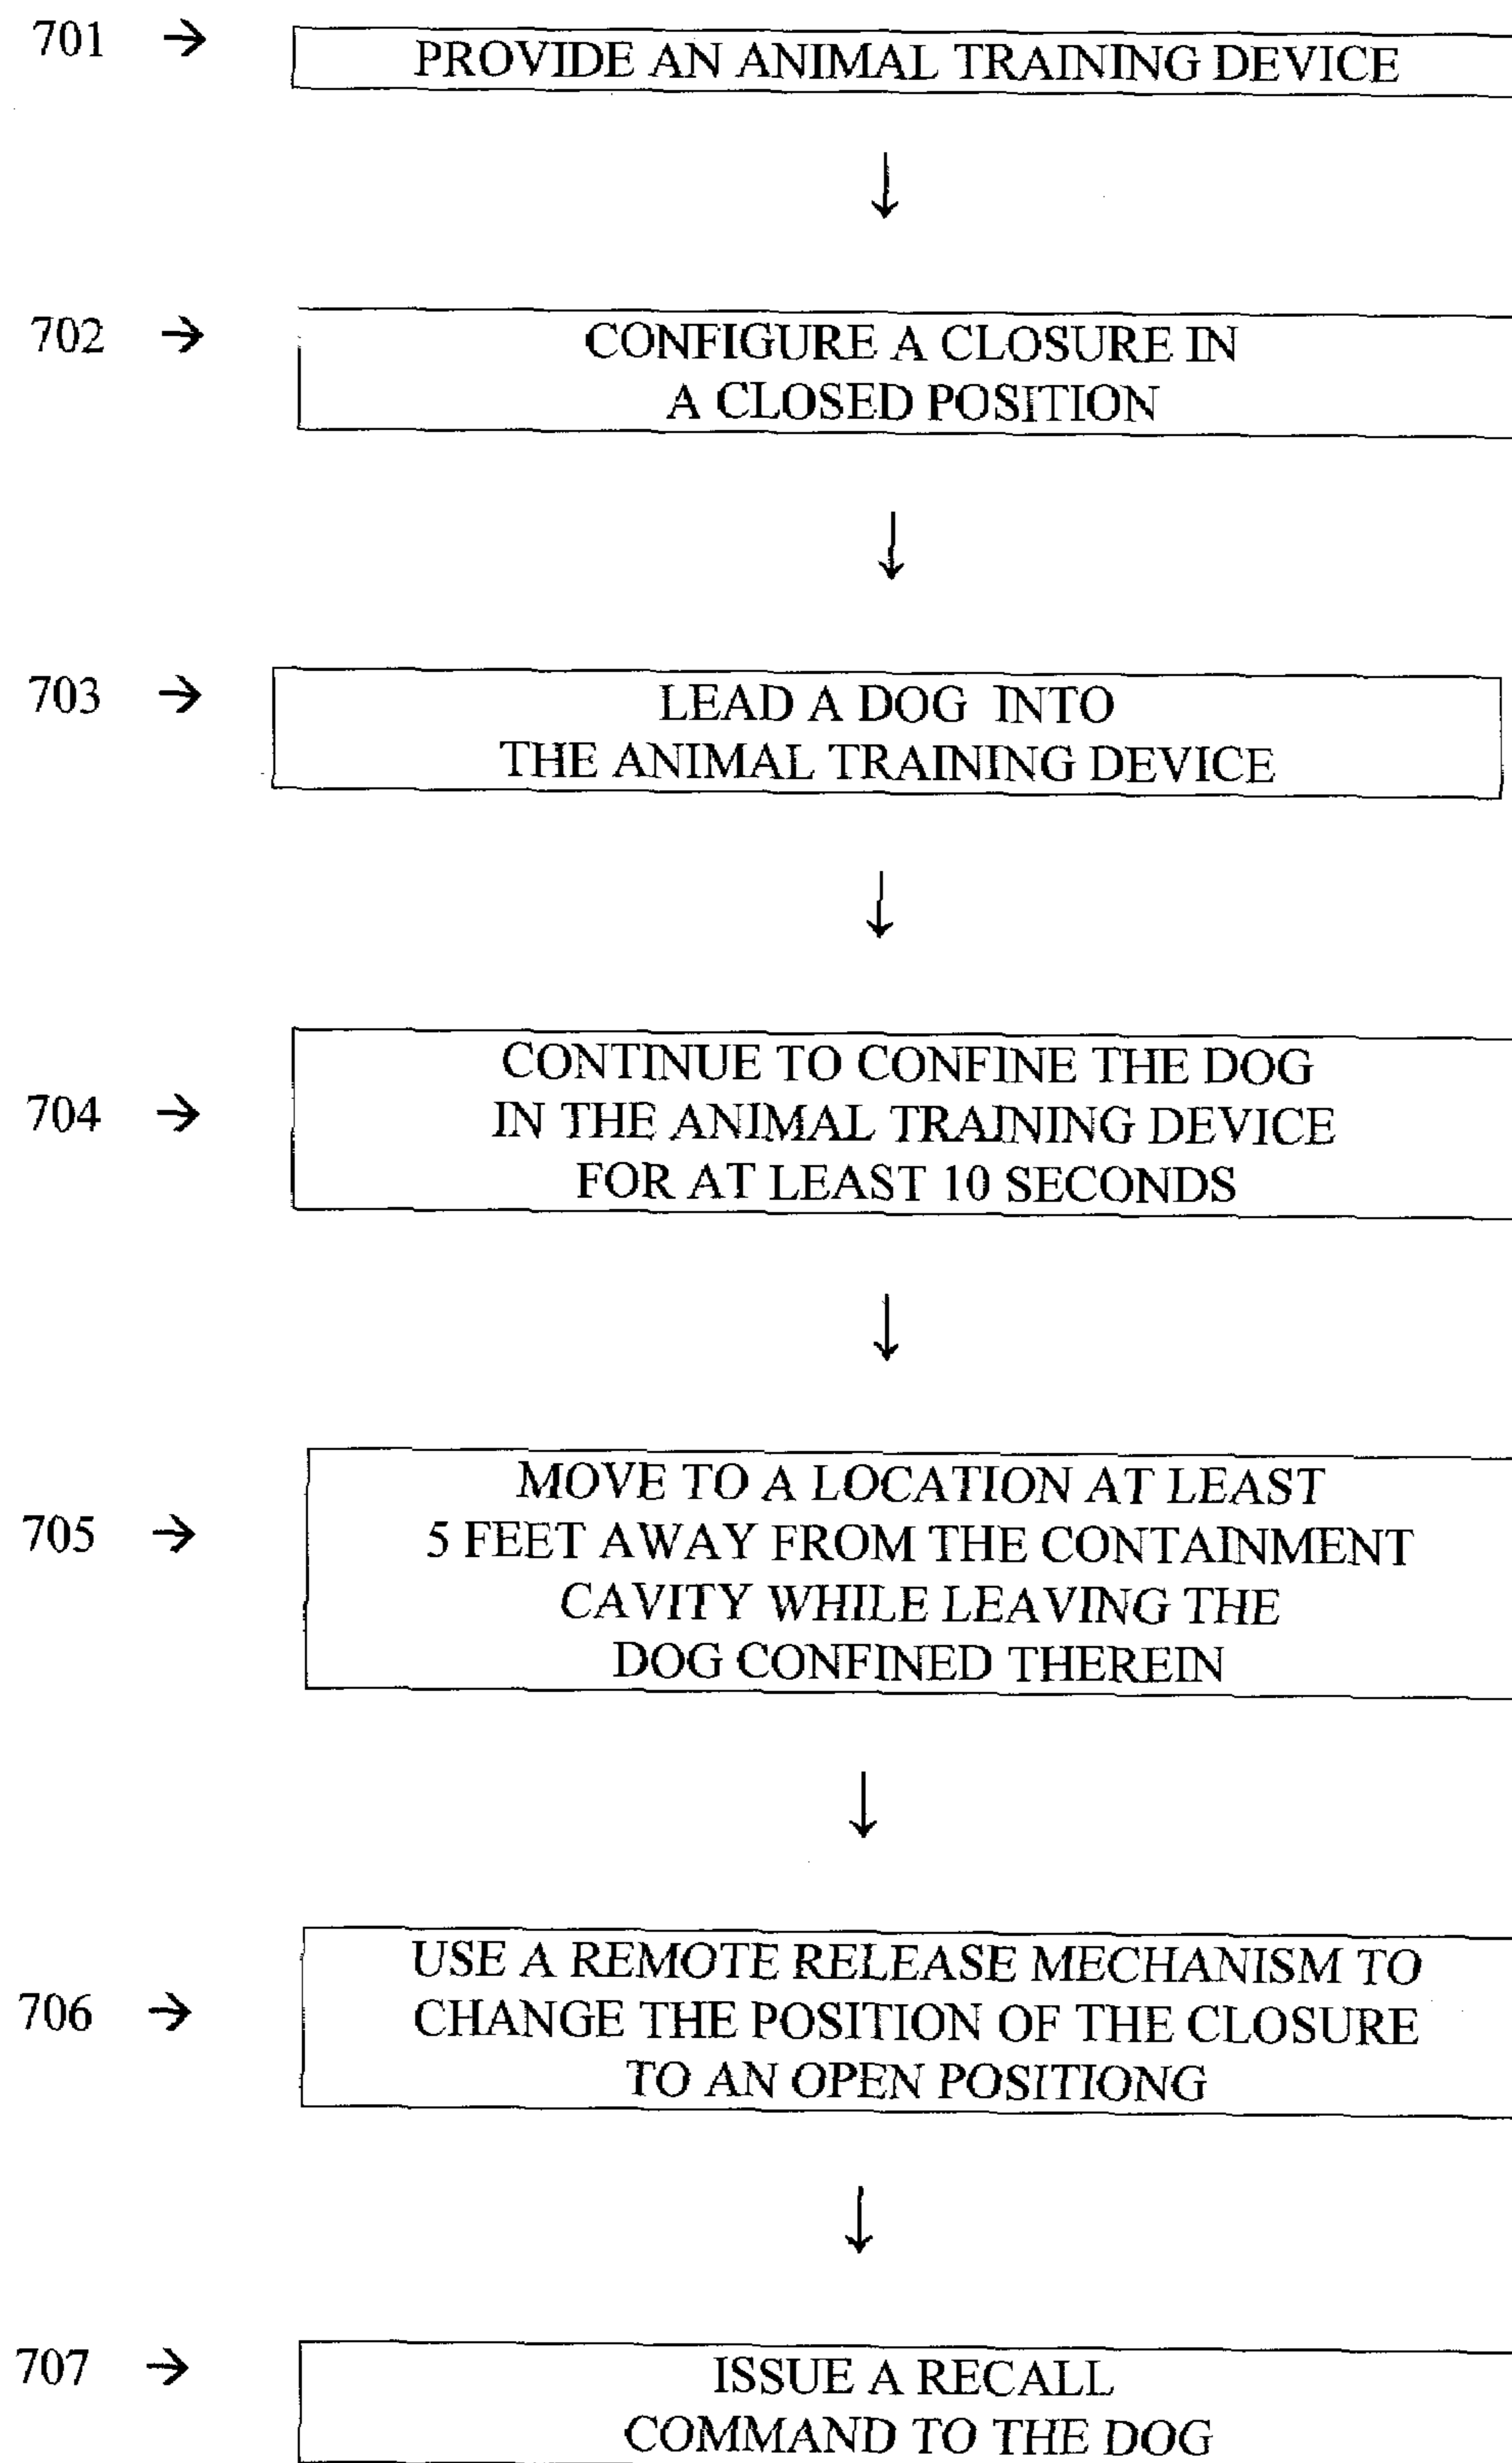 701 → PROVIDE AN ANIMAL TRAINING DEVICE
↓
702 → CONFIGURE A CLOSURE IN
A CLOSED POSITION
↓
703 → LEAD A DOG INTO
THE ANIMAL TRAINING DEVICE
↓
CONTINUE TO CONFINE THE DOG
704 → IN THE ANIMAL TRAINING DEVICE
FOR AT LEAST 10 SECONDS
↓
MOVE TO A LOCATION AT LEAST
705 → 5 FEET AWAY FROM THE CONTAINMENT
CAVITY WHILE LEAVING THE
DOG CONFINED THEREIN
↓
USE A REMOTE RELEASE MECHANISM TO
706 → CHANGE THE POSITION OF THE CLOSURE
TO AN OPEN POSITIONG
↓
707 → ISSUE A RECALL
COMMAND TO THE DOG